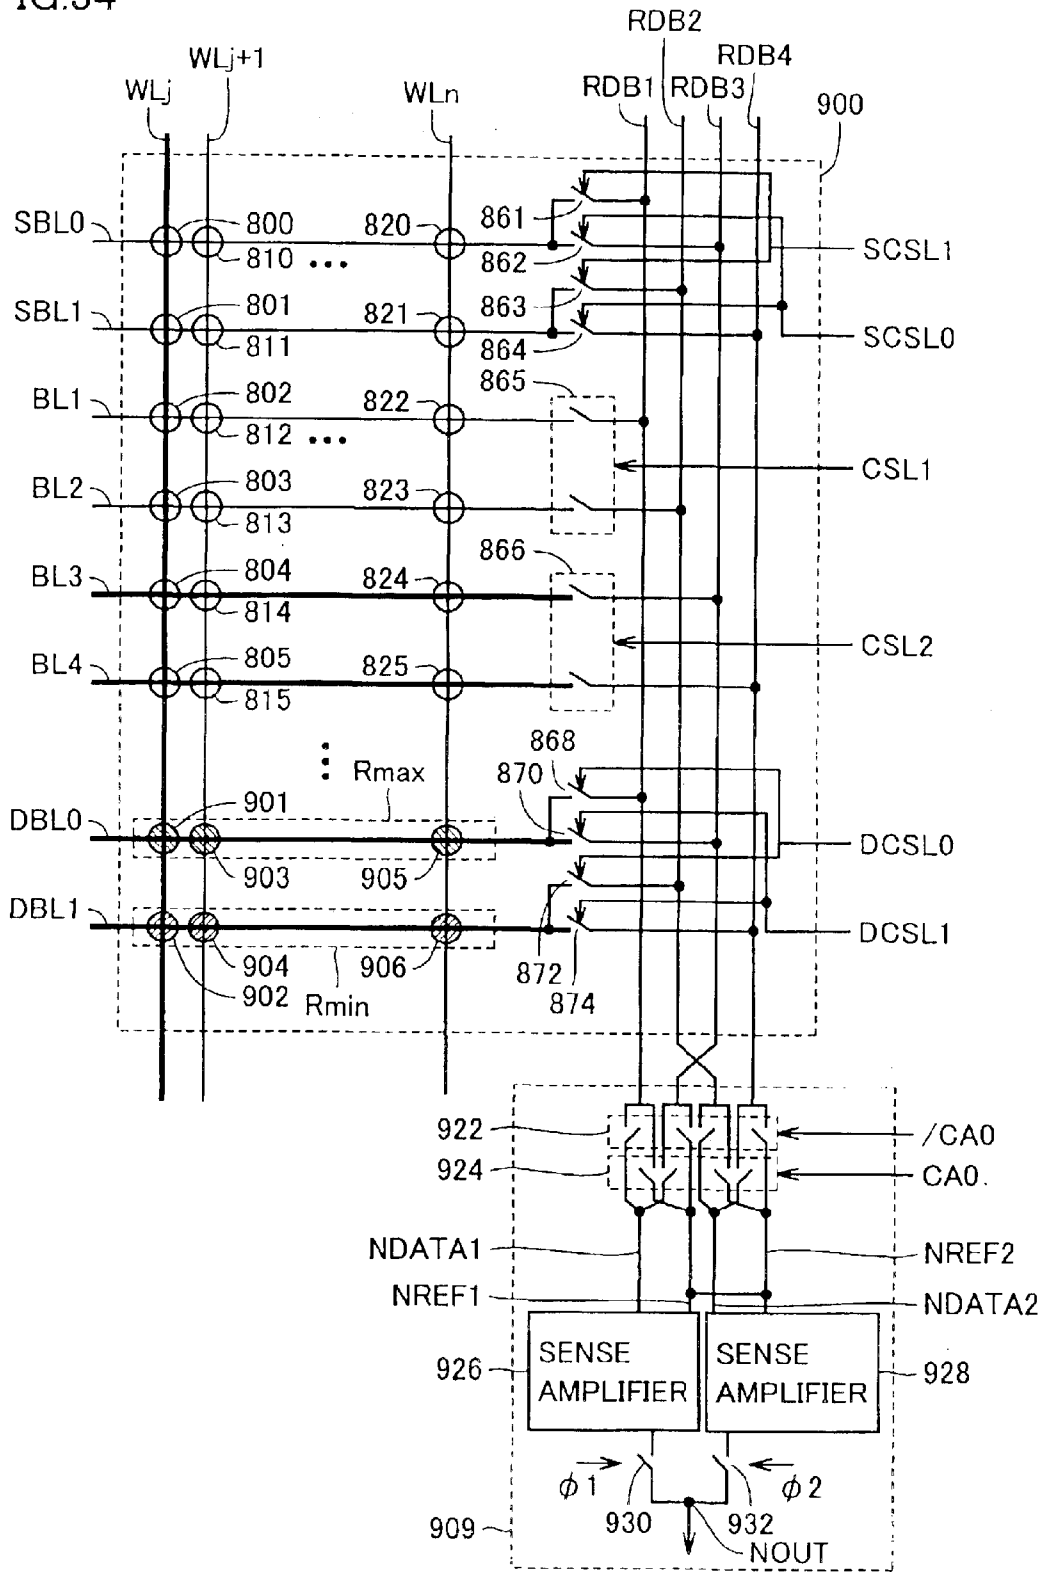 IG.34
RDB2
WLj+1
RDB4
WLj
WLn
RDB1
RDB3
900
SBL0
800
820
861
810
...
862
SCSL1
SBL1
801
821
863
811
864
SCSL0
BL1
802
822
865
812
...
CSL1
BL2
803
823
813
BL3
804
824
866
814
CSL2
BL4
805
825
815
868
Rmax
870
DBL0
901
903
905
DCSL0
DBL1
904
906
872
DCSL1
902
Rmin
874
922
/CA0
924
CA0.
NDATA1
NREF2
NREF1
NDATA2
926
SENSE
AMPLIFIER
SENSE
AMPLIFIER
928
φ1
φ2
930
932
909
NOUT